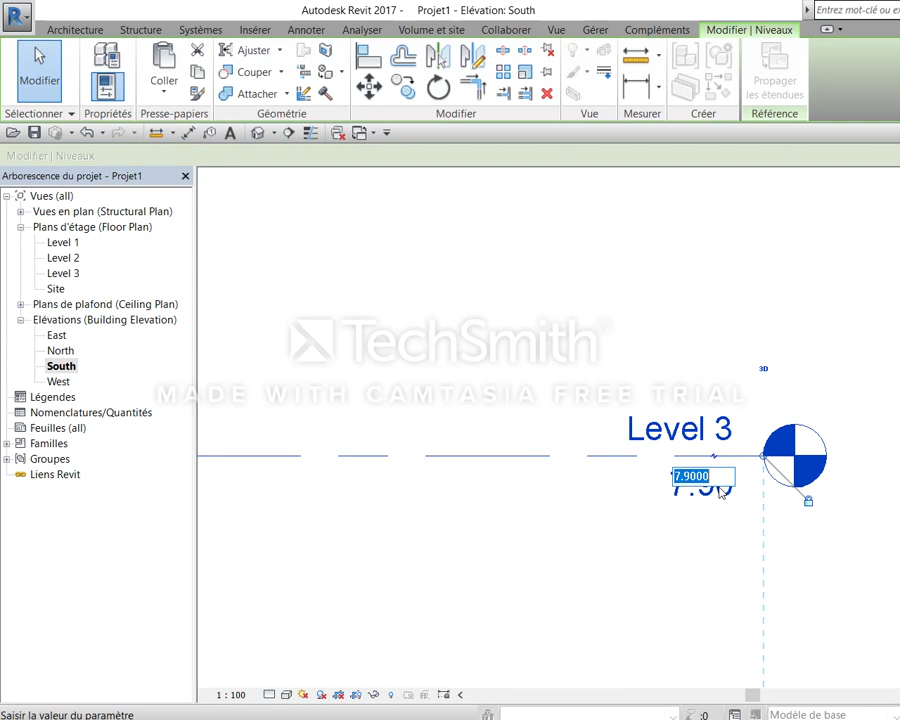 Autodesk Revit 2017 - Projet1 - Elévation: South
Entrez mot-clé ou e
Architecture Structure Systèmes Insérer Annoter Analyser Volume et site Collaborer Vue Gérer Compléments Modifier | Niveaux
Modifier
Coller
Ajuster
Couper
Attacher
Propager
les étendues
Sélectionner Propriétés Presse-papiers Géométrie Modifier Vue Mesurer Créer Référence
Modifier | Niveaux
Arborescence du projet - Projet1
Vues (all)
Vues en plan (Structural Plan)
Plans d'étage (Floor Plan)
Level 1
Level 2
Level 3
Site
Plans de plafond (Ceiling Plan)
Elévations (Building Elevation)
East
North
South
West
Légendes
Nomenclatures/Quantités
Feuilles (all)
Familles
Groupes
Liens Revit
TechSmith
MADE WITH CAMTASIA FREE TRIAL
3D
Level 3
7.9000
7.90
1 : 100
Saisir la valeur du paramètre
:0
Modèle de base